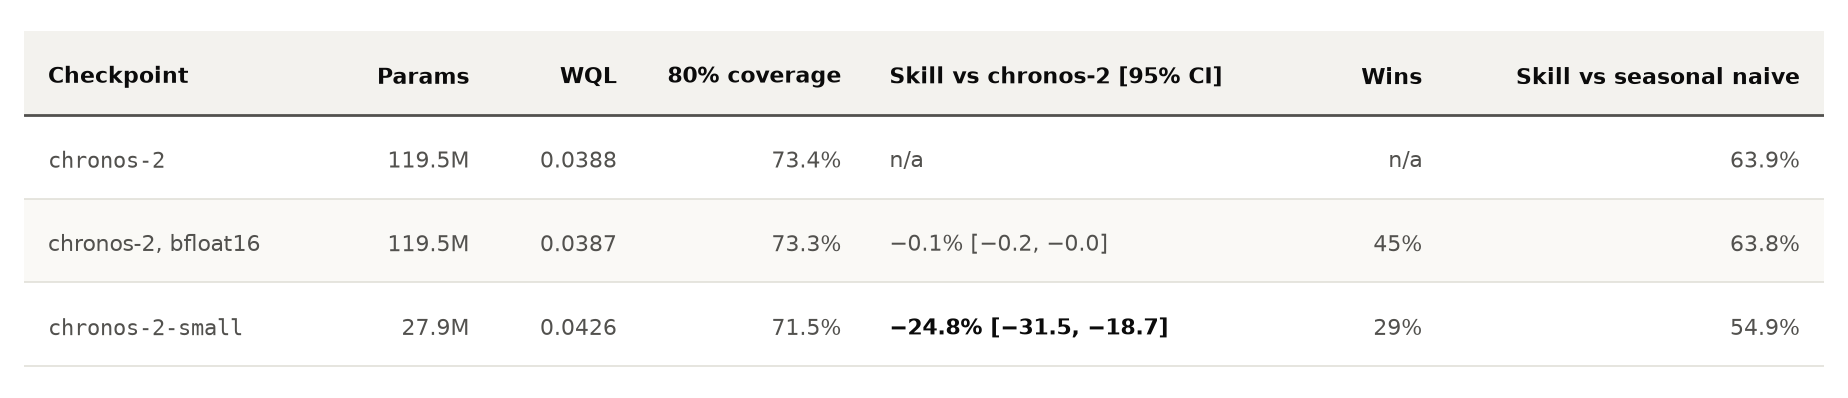 Checkpoint Params WQL 80% coverage Skill vs chronos-2 [95% CI] Wins Skill vs seasonal naive
chronos-2 119.5M 0.0388 73.4% n/a n/a 63.9%
chronos-2, bfloat16 119.5M 0.0387 73.3% −0.1% [−0.2, −0.0] 45% 63.8%
chronos-2-small 27.9M 0.0426 71.5% −24.8% [−31.5, −18.7] 29% 54.9%